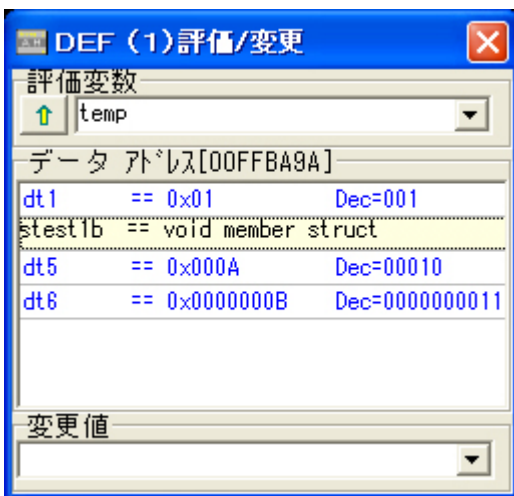 DEF（1)評価/変更
評価変数
temp
データ ｱﾄﾞﾚｽ[00FFBA9A]
dt1 == 0x01 Dec=001
stest1b == void member struct
dt5 == 0x000A Dec=00010
dt6 == 0x0000000B Dec=0000000011
変更値